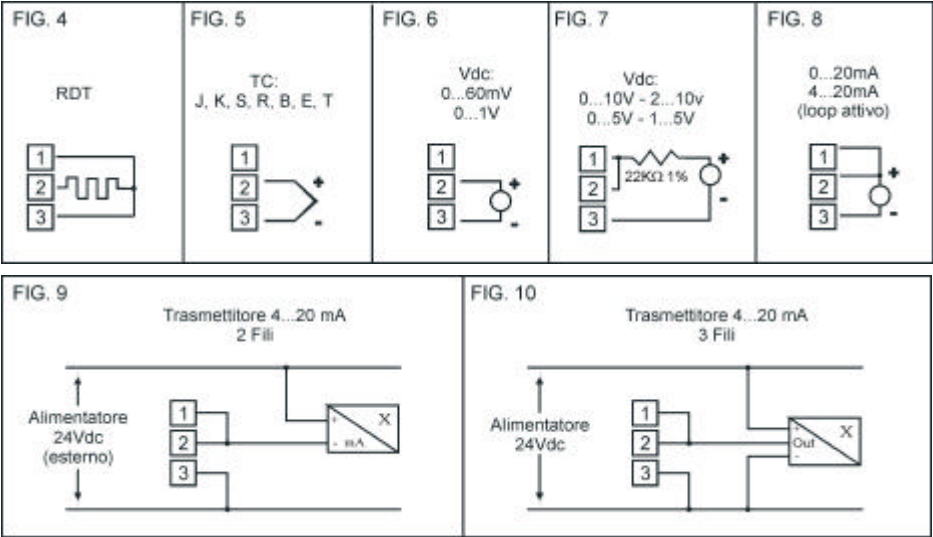 FIG. 4
RDT
1
2
3
FIG. 5
TC:
J, K, S, R, B, E, T
1
2
3
+
-
FIG. 6
Vdc:
0...60mV
0...1V
1
2
3
+
-
FIG. 7
Vdc:
0...10V - 2...10v
0...5V - 1...5V
1
2
3
22KΩ 1%
+
-
FIG. 8
0...20mA
4...20mA
(loop attivo)
1
2
3
+
-
FIG. 9
Trasmettitore 4...20 mA
2 Fili
Alimentatore
24Vdc
(esterno)
1
2
3
+ X
- mA
FIG. 10
Trasmettitore 4...20 mA
3 Fili
Alimentatore
24Vdc
1
2
3
+ X
Out
-